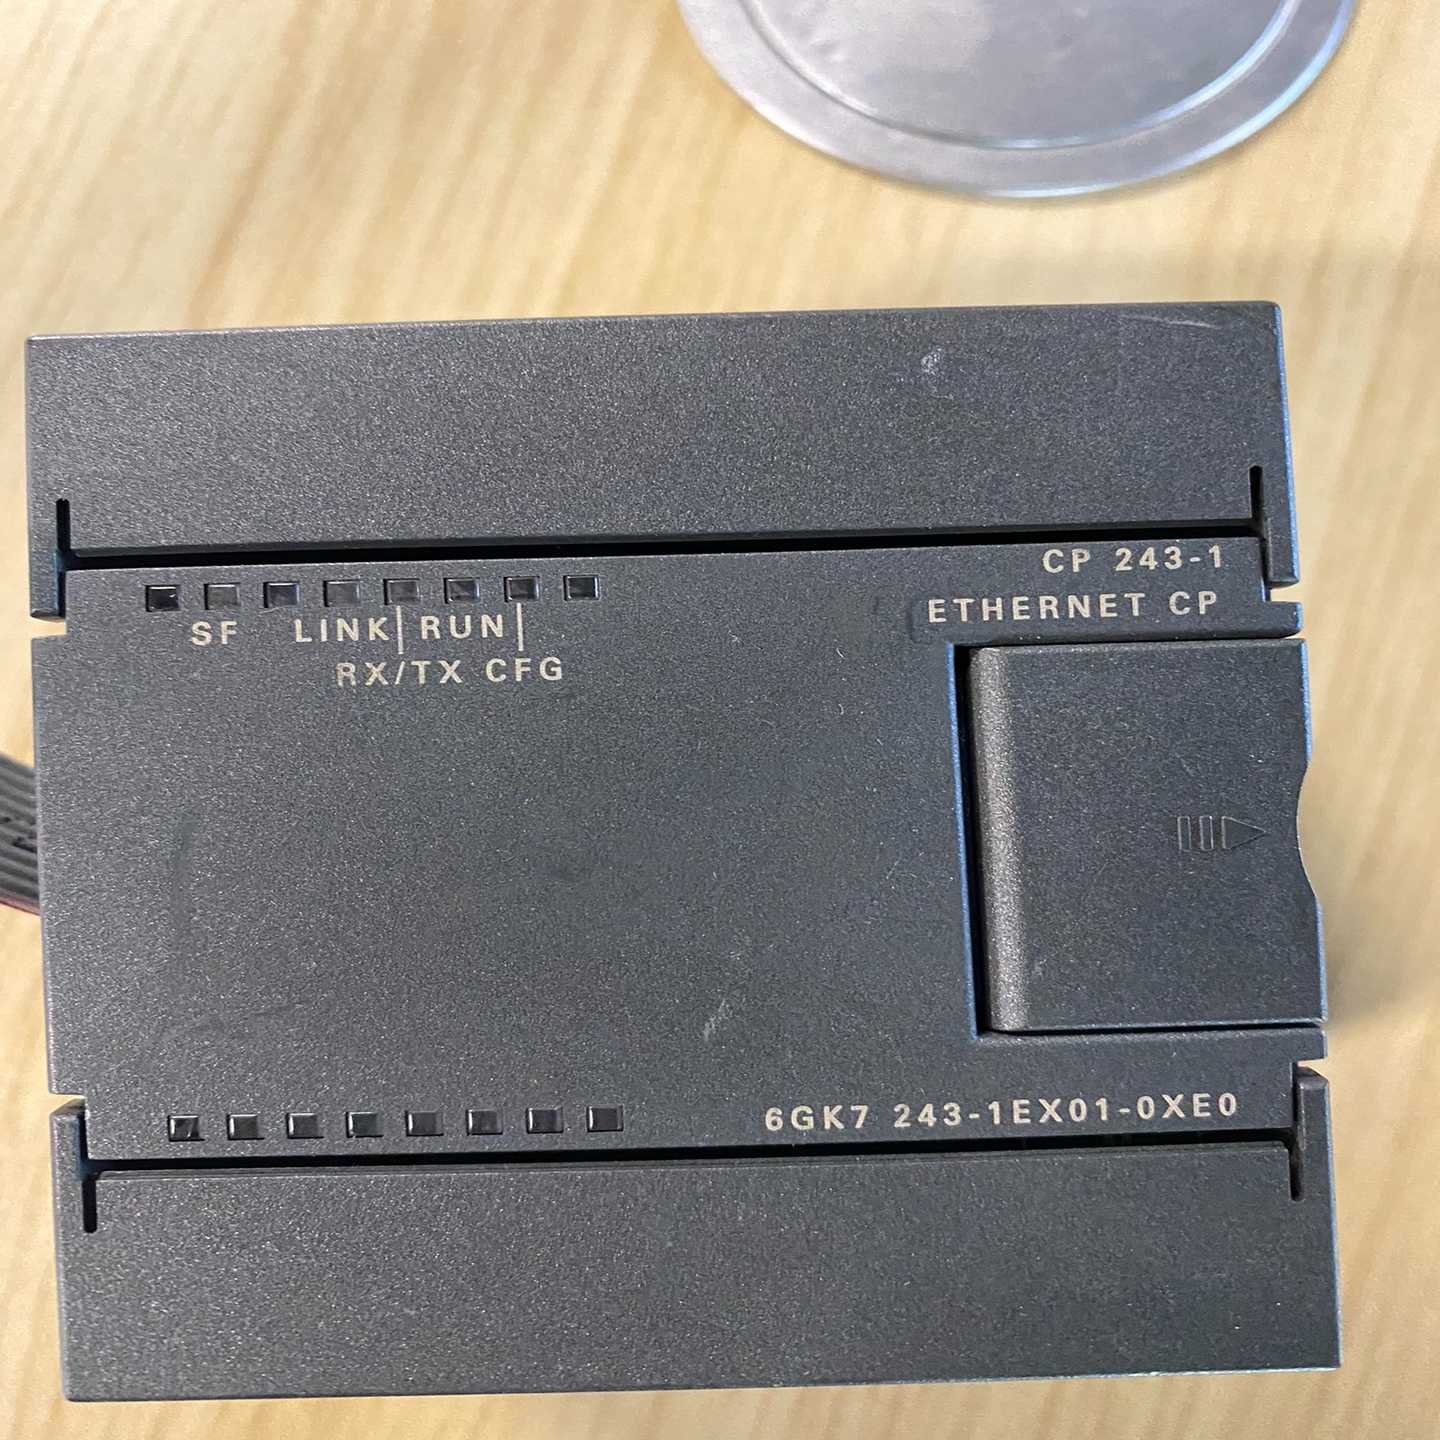 CP 243-1
ETHERNET CP
SF LINK RUN
RX/TX CFG
6GK7 243-1EX01-0XE0